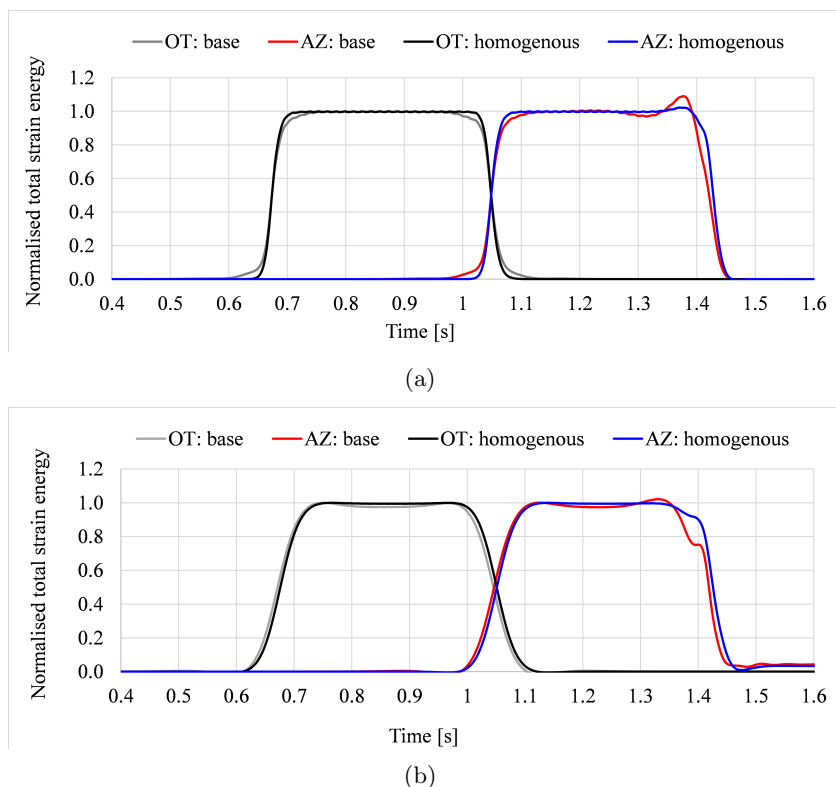 OT: base AZ: base OT: homogenous AZ: homogenous
Normalised total strain energy
1.2
1.0
0.8
0.6
0.4
0.2
0.0
0.4 0.5 0.6 0.7 0.8 0.9 1 1.1 1.2 1.3 1.4 1.5 1.6
Time [s]
(a)
OT: base AZ: base OT: homogenous AZ: homogenous
Normalised total strain energy
1.2
1.0
0.8
0.6
0.4
0.2
0.0
0.4 0.5 0.6 0.7 0.8 0.9 1 1.1 1.2 1.3 1.4 1.5 1.6
Time [s]
(b)